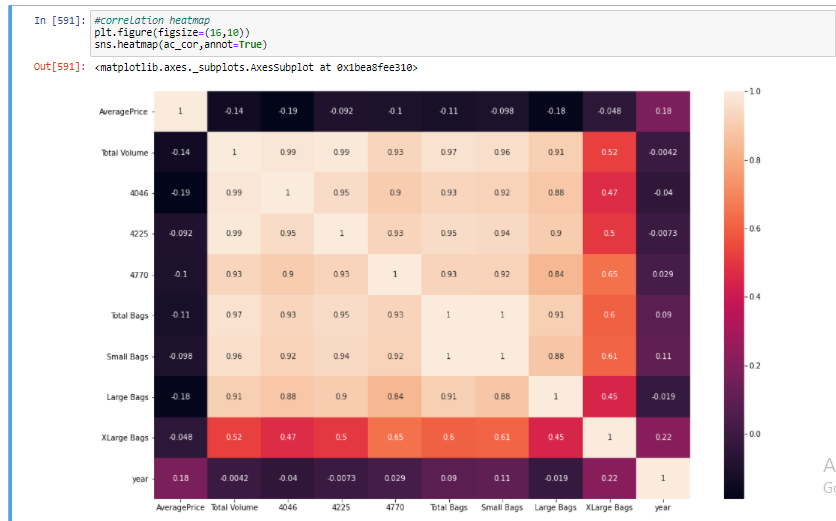 In [591]: #correlation heatmap
plt.figure(figsize=(16,10))
sns.heatmap(ac_cor,annot=True)
Out[591]: <matplotlib.axes._subplots.AxesSubplot at 0x1bea8fee310>
AveragePrice 1 -0.14 -0.19 -0.092 -0.1 -0.11 -0.098 -0.18 -0.048 0.18
Total Volume -0.14 1 0.99 0.99 0.93 0.97 0.96 0.91 0.52 -0.0042
4046 -0.19 0.99 1 0.95 0.9 0.93 0.92 0.88 0.47 -0.04
4225 -0.092 0.99 0.95 1 0.93 0.95 0.94 0.9 0.5 -0.0073
4770 -0.1 0.93 0.9 0.93 1 0.93 0.92 0.84 0.65 0.029
Total Bags -0.11 0.97 0.93 0.95 0.93 1 1 0.91 0.6 0.09
Small Bags -0.098 0.96 0.92 0.94 0.92 1 1 0.88 0.61 0.11
Large Bags -0.18 0.91 0.88 0.9 0.84 0.91 0.88 1 0.45 -0.019
XLarge Bags -0.048 0.52 0.47 0.5 0.65 0.6 0.61 0.45 1 0.22
year 0.18 -0.0042 -0.04 -0.0073 0.029 0.09 0.11 -0.019 0.22 1
AveragePrice Total Volume 4046 4225 4770 Total Bags Small Bags Large Bags XLarge Bags year
1.0
0.8
0.6
0.4
0.2
0.0